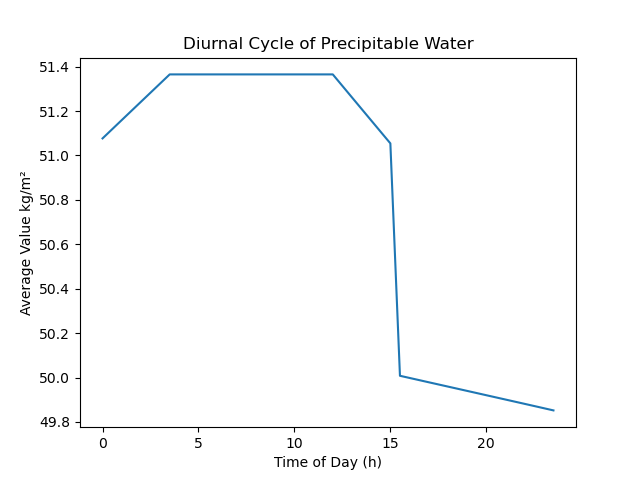 Diurnal Cycle of Precipitable Water
51.4
51.2
51.0
50.8
50.6
50.4
50.2
50.0
49.8
Average Value kg/m²
0 5 10 15 20
Time of Day (h)